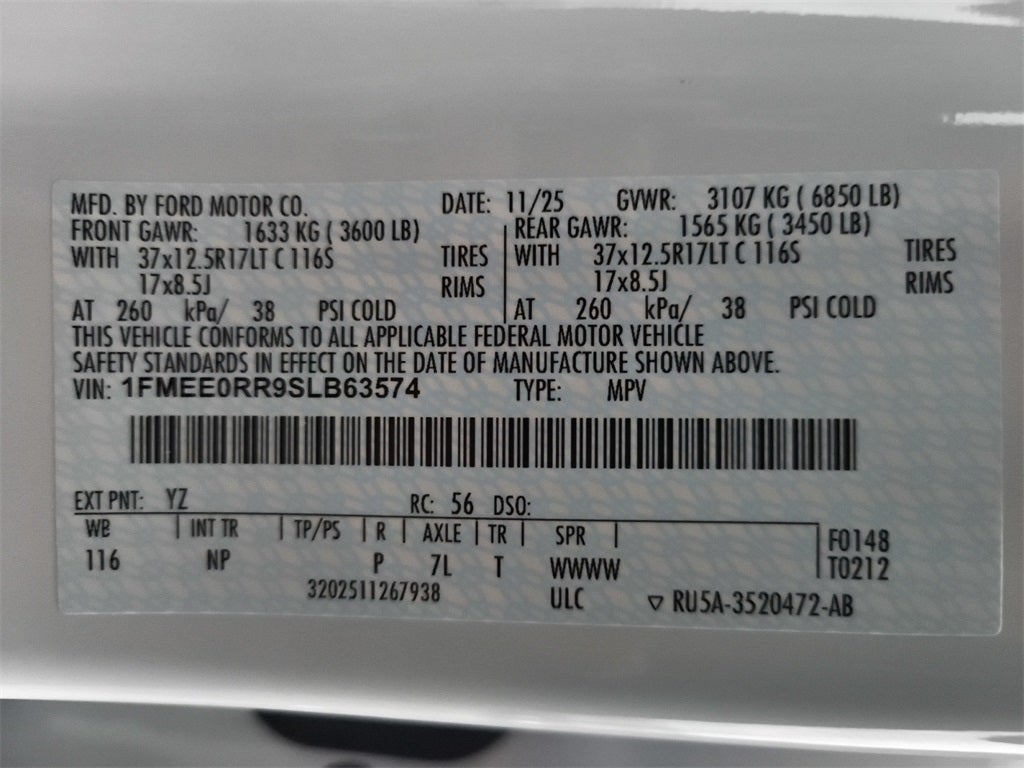 MFD. BY FORD MOTOR CO. DATE: 11/25 GVWR: 3107 KG ( 6850 LB)
FRONT GAWR: 1633 KG ( 3600 LB) REAR GAWR: 1565 KG ( 3450 LB)
WITH 37x12.5R17LT C 116S TIRES WITH 37x12.5R17LT C 116S TIRES
17x8.5J RIMS 17x8.5J RIMS
AT 260 kPa/ 38 PSI COLD AT 260 kPa/ 38 PSI COLD
THIS VEHICLE CONFORMS TO ALL APPLICABLE FEDERAL MOTOR VEHICLE
SAFETY STANDARDS IN EFFECT ON THE DATE OF MANUFACTURE SHOWN ABOVE.
VIN: 1FMEE0RR9SLB63574 TYPE: MPV
EXT PNT: YZ RC: 56 DSO:
WB INT TR TP/PS R AXLE TR SPR F0148
116 NP P 7L T WWWW T0212
3202511267938 ULC ▽ RU5A-3520472-AB